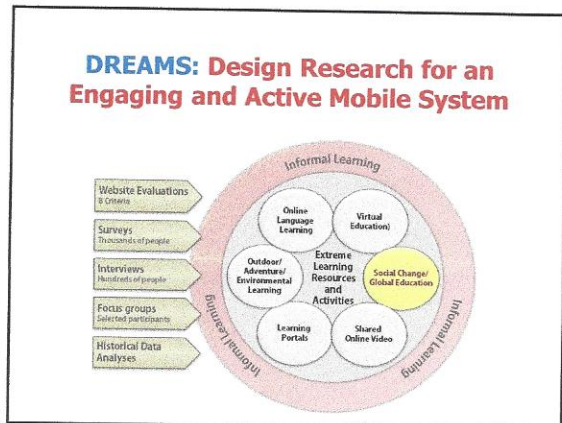 DREAMS: Design Research for an
Engaging and Active Mobile System
Website Evaluations
8 Criteria
Surveys
Thousands of people
Interviews
Hundreds of people
Focus groups
Selected participants
Historical Data
Analyses
Informal Learning
Informal Learning
Informal Learning
Online
Language
Learning
Virtual
Education)
Outdoor/
Adventure/
Environmental
Learning
Extreme
Learning
Resources
and
Activities
Social Change/
Global Education
Learning
Portals
Shared
Online Video